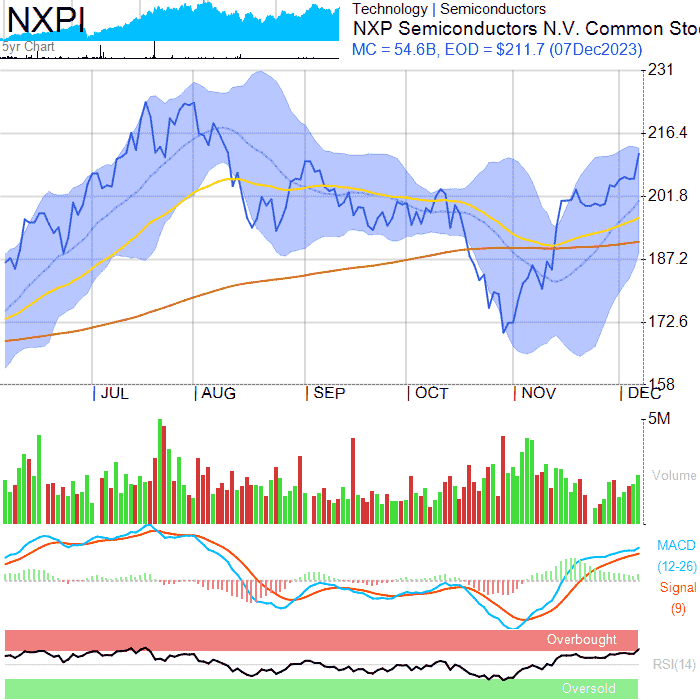 NXPI
5yr Chart
Technology | Semiconductors
NXP Semiconductors N.V. Common Sto
MC = 54.6B, EOD = $211.7 (07Dec2023)
231
216.4
201.8
187.2
172.6
158
JUL AUG SEP OCT NOV DEC
5M
Volume
MACD
(12-26)
Signal
(9)
Overbought
RSI(14)
Oversold